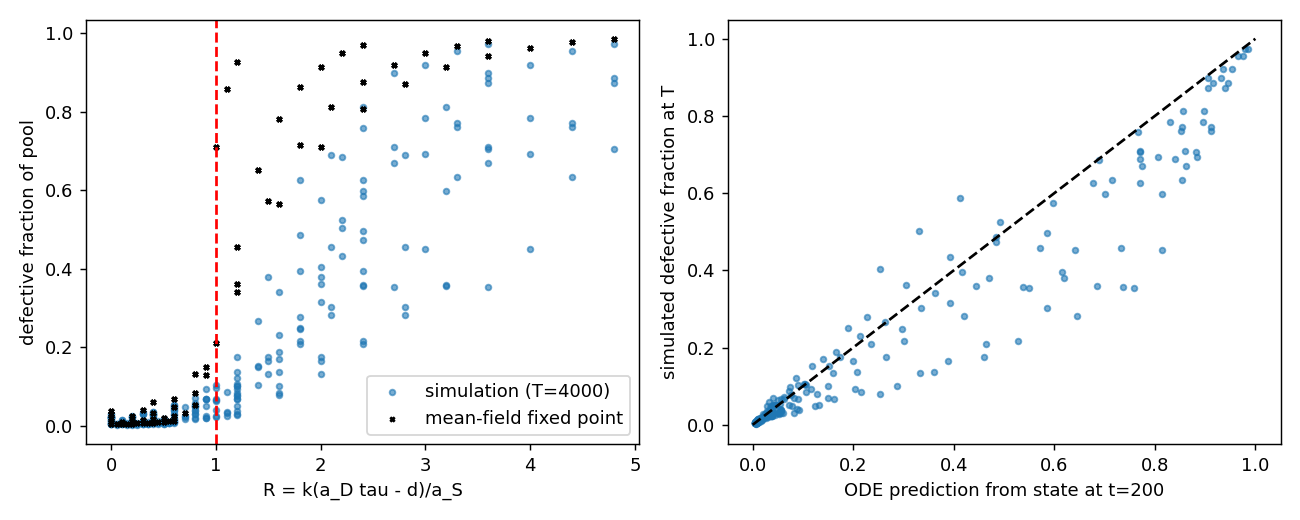 1.0
0.8
0.6
0.4
0.2
0.0
defective fraction of pool
simulation (T=4000)
mean-field fixed point
0 1 2 3 4 5
R = k(a_D tau - d)/a_S
1.0
0.8
0.6
0.4
0.2
0.0
simulated defective fraction at T
0.0 0.2 0.4 0.6 0.8 1.0
ODE prediction from state at t=200